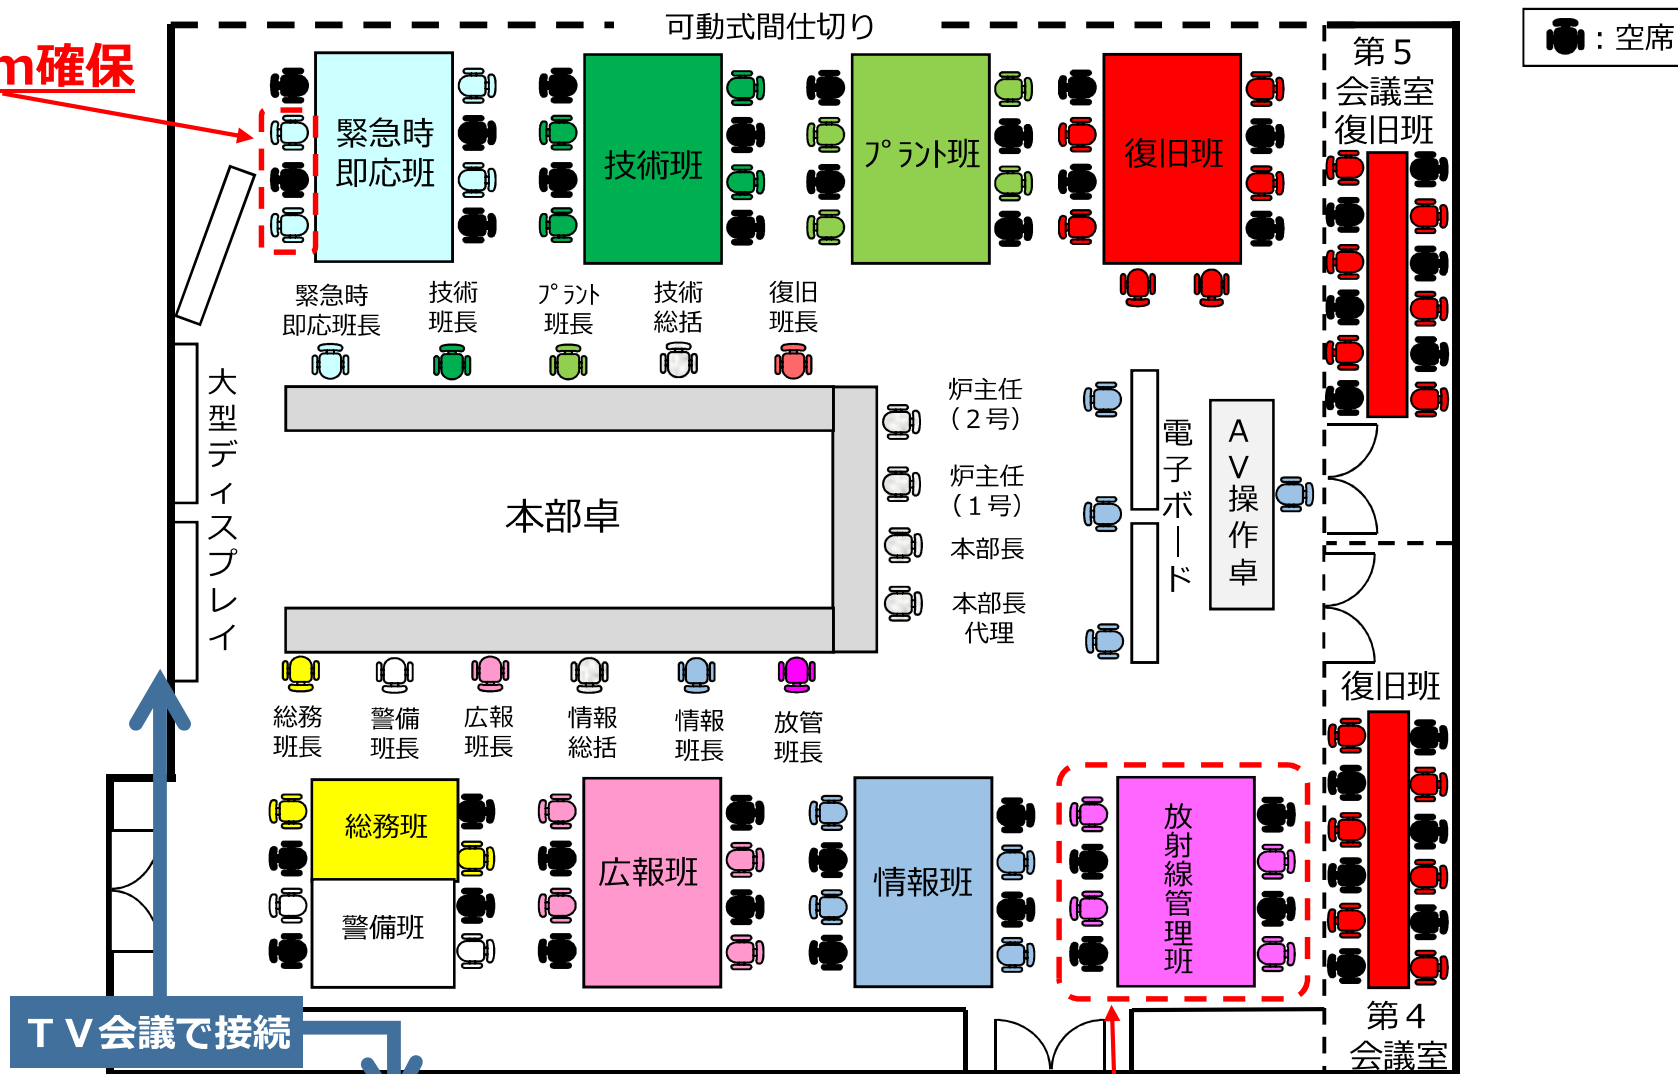 可動式間仕切り
：空席
m確保
第５
会議室
復旧班
緊急時
即応班
技術班
プラント班
復旧班
緊急時
即応班長
技術
班長
プラント
班長
技術
総括
復旧
班長
大型ディスプレイ
本部卓
炉主任
（２号）
炉主任
（１号）
本部長
本部長
代理
電子ボード
ＡＶ操作卓
総務
班長
警備
班長
広報
班長
情報
総括
情報
班長
放管
班長
復旧班
総務班
警備班
広報班
情報班
放射線管理班
第４
会議室
ＴＶ会議で接続